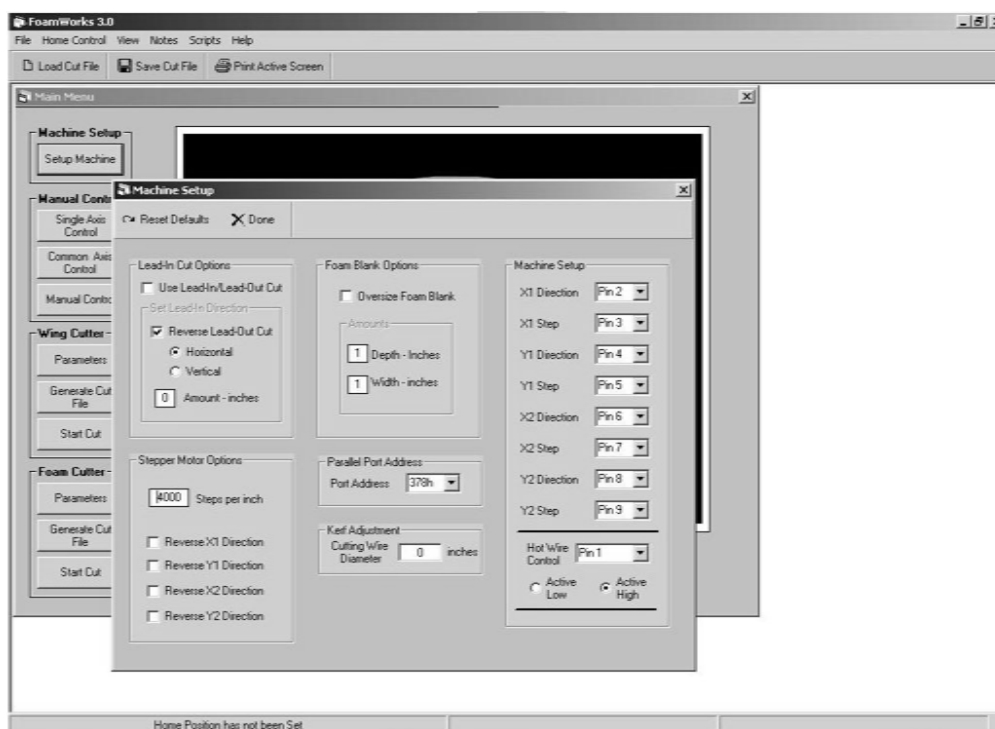 FoamWorks 3.0
File Home Control View Notes Scripts Help
Load Cut File Save Cut File Print Active Screen
Main Menu
Machine Setup
Setup Machine
Manual Contr
Single Axis
Control
Common Axis
Control
Manual Contro
Wing Cutter
Parameters
Generate Cut
File
Start Cut
Foam Cutter
Parameters
Generate Cut
File
Start Cut
Machine Setup
Reset Defaults Done
Lead-In Cut Options
Use Lead-In/Lead-Out Cut
Set Lead-In Direction
Reverse Lead-Out Cut
Horizontal
Vertical
0 Amount - inches
Stepper Motor Options
4000 Steps per inch
Reverse X1 Direction
Reverse Y1 Direction
Reverse X2 Direction
Reverse Y2 Direction
Foam Blank Options
Oversize Foam Blank
Amounts
1 Depth - Inches
1 Width - inches
Parallel Port Address
Port Address 378h
Kerf Adjustment
Cutting Wire
Diameter 0 inches
Machine Setup
X1 Direction Pin 2
X1 Step Pin 3
Y1 Direction Pin 4
Y1 Step Pin 5
X2 Direction Pin 6
X2 Step Pin 7
Y2 Direction Pin 8
Y2 Step Pin 9
Hot Wire
Control Pin 1
Active
Low
Active
High
Home Position has not been Set